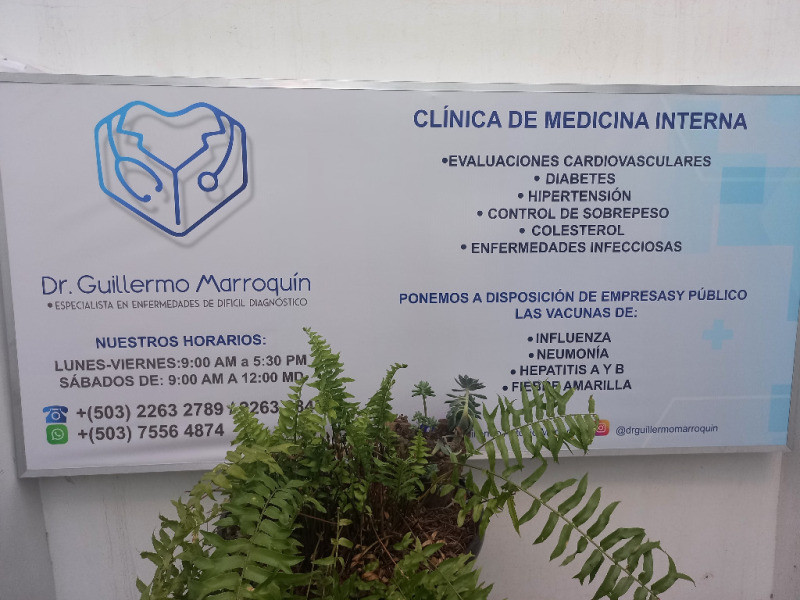 Dr. Guillermo Marroquín
• ESPECIALISTA EN ENFERMEDADES DE DIFICIL DIAGNÓSTICO
NUESTROS HORARIOS:
LUNES-VIERNES:9:00 AM a 5:30 PM
SÁBADOS DE: 9:00 AM A 12:00 MD
+(503) 2263 2789 /
+(503) 7556 4874
CLÍNICA DE MEDICINA INTERNA
•EVALUACIONES CARDIOVASCULARES
• DIABETES
• HIPERTENSIÓN
• CONTROL DE SOBREPESO
• COLESTEROL
• ENFERMEDADES INFECCIOSAS
PONEMOS A DISPOSICIÓN DE EMPRESASY PÚBLICO
LAS VACUNAS DE:
• INFLUENZA
• NEUMONÍA
• HEPATITIS A Y B
• FIEBRE AMARILLA
@drguillermomarroquin